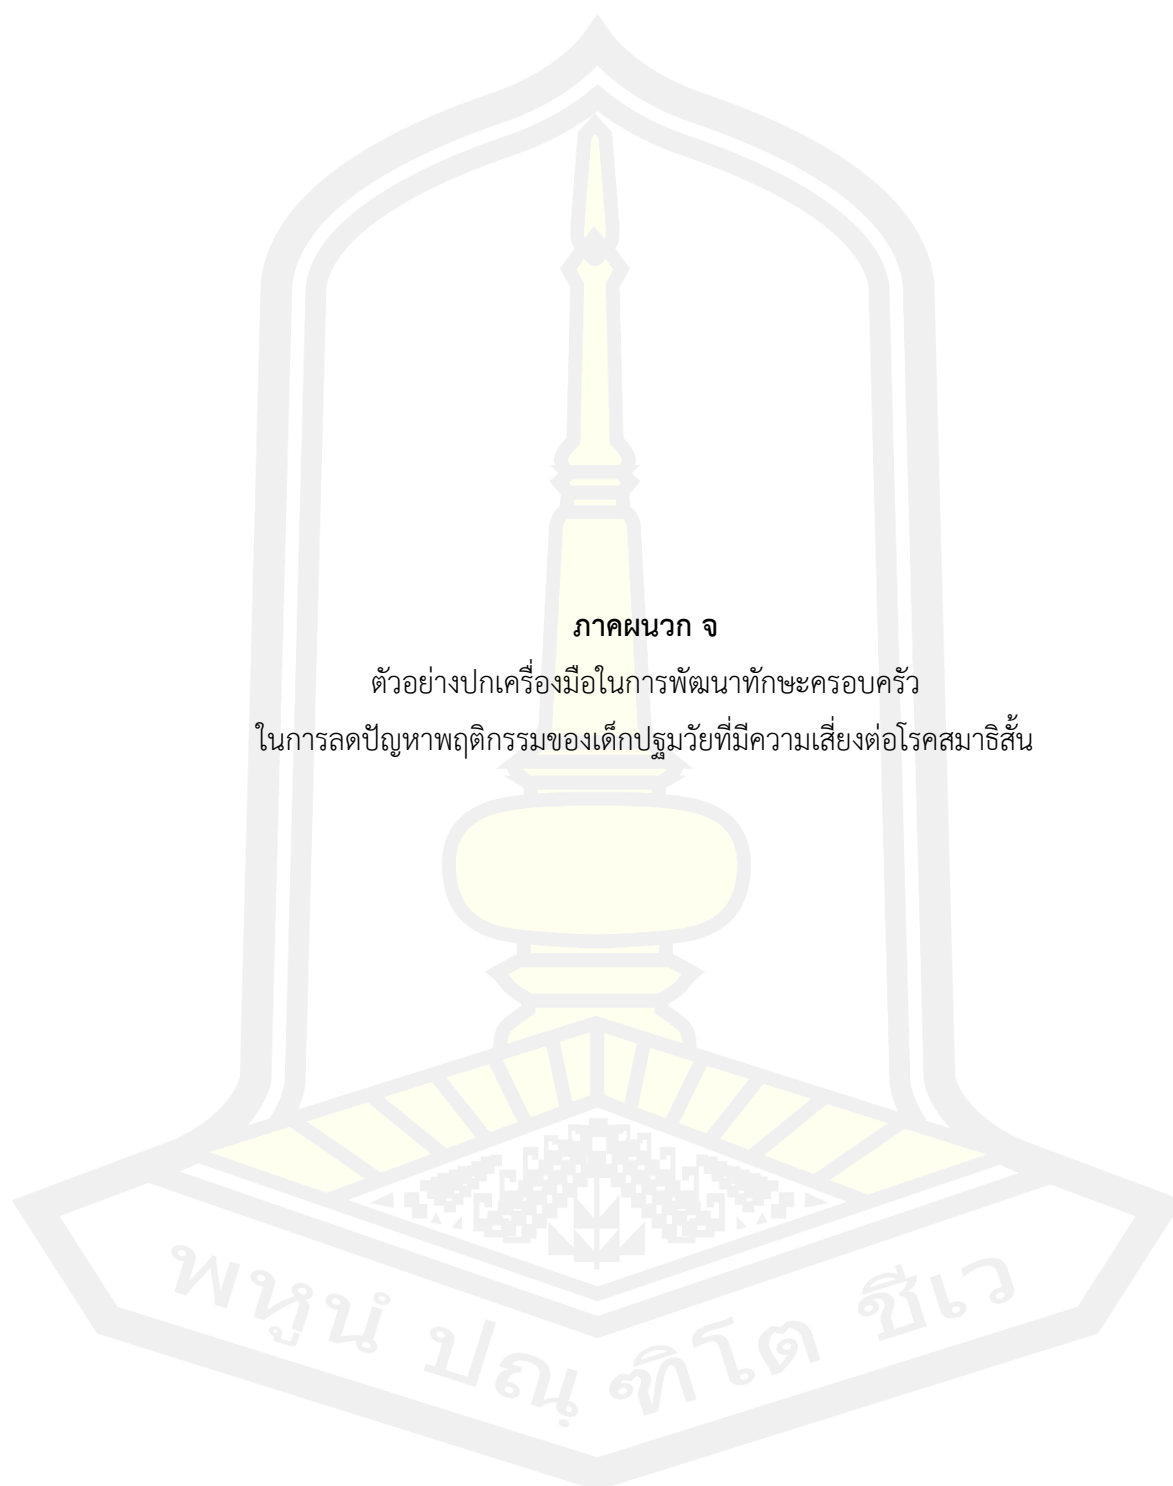 ภาคผนวก จ
ตัวอย่างปกเครื่องมือในการพัฒนาทักษะครอบครัว
ในการลดปัญหาพฤติกรรมของเด็กปฐมวัยที่มีความเสี่ยงต่อโรคสมาธิสั้น
พหูนํ ปณฺฑิโต ชีเว